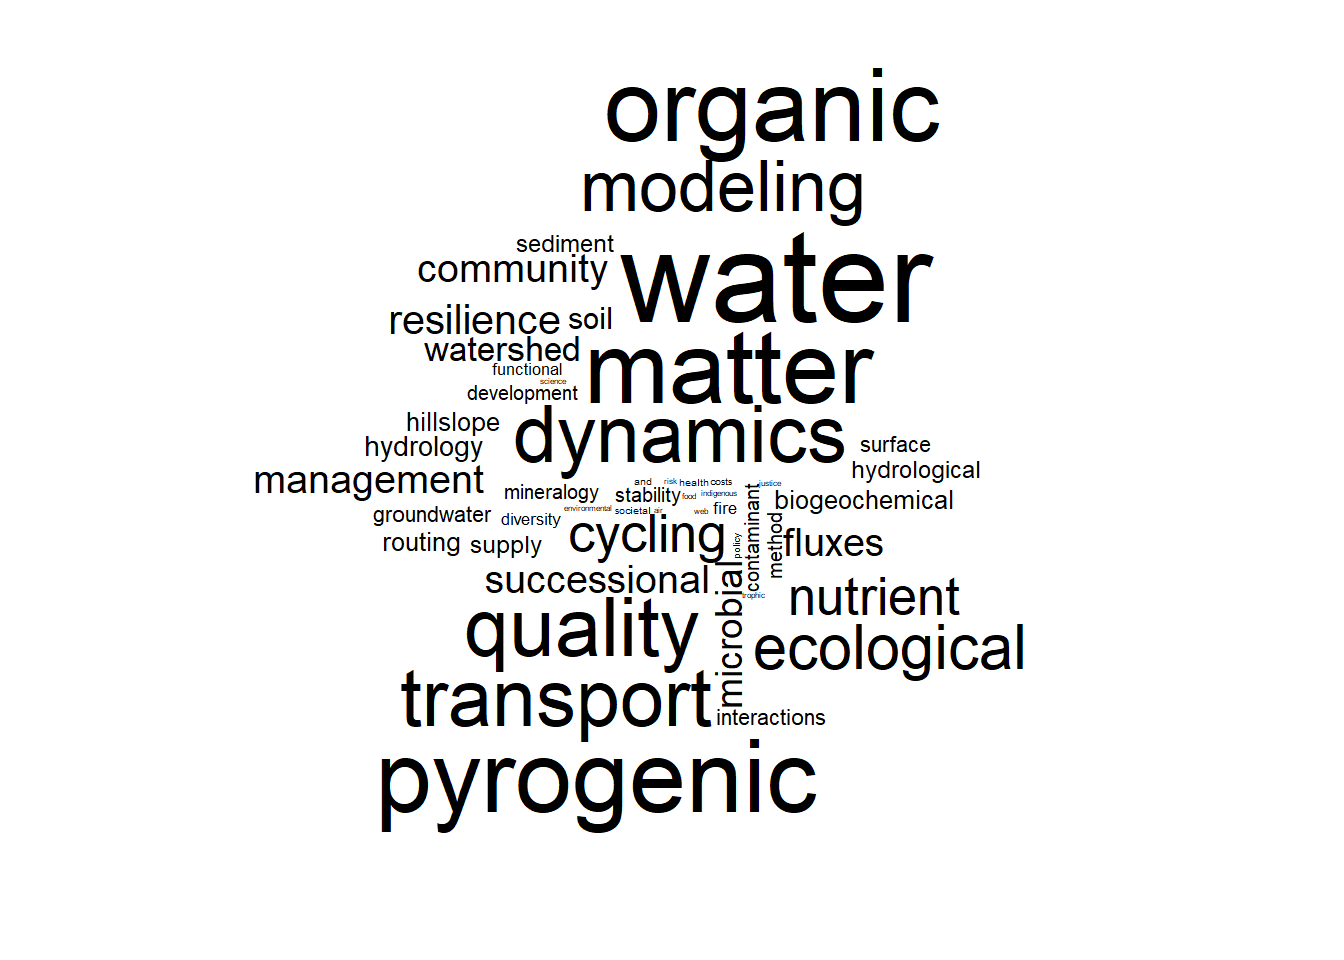 organic
modeling
sediment
community
water
resilience
soil
watershed
matter
functional
science
development
dynamics
hillslope
hydrology
surface
hydrological
management
mineralogy
and
risk
health
costs
justice
stability
food
indigenous
biogeochemical
groundwater
diversity
environmental
societal
air
web
fire
contaminant
method
policy
routing
supply
cycling
fluxes
successional
microbial
trophic
nutrient
quality
ecological
transport
interactions
pyrogenic